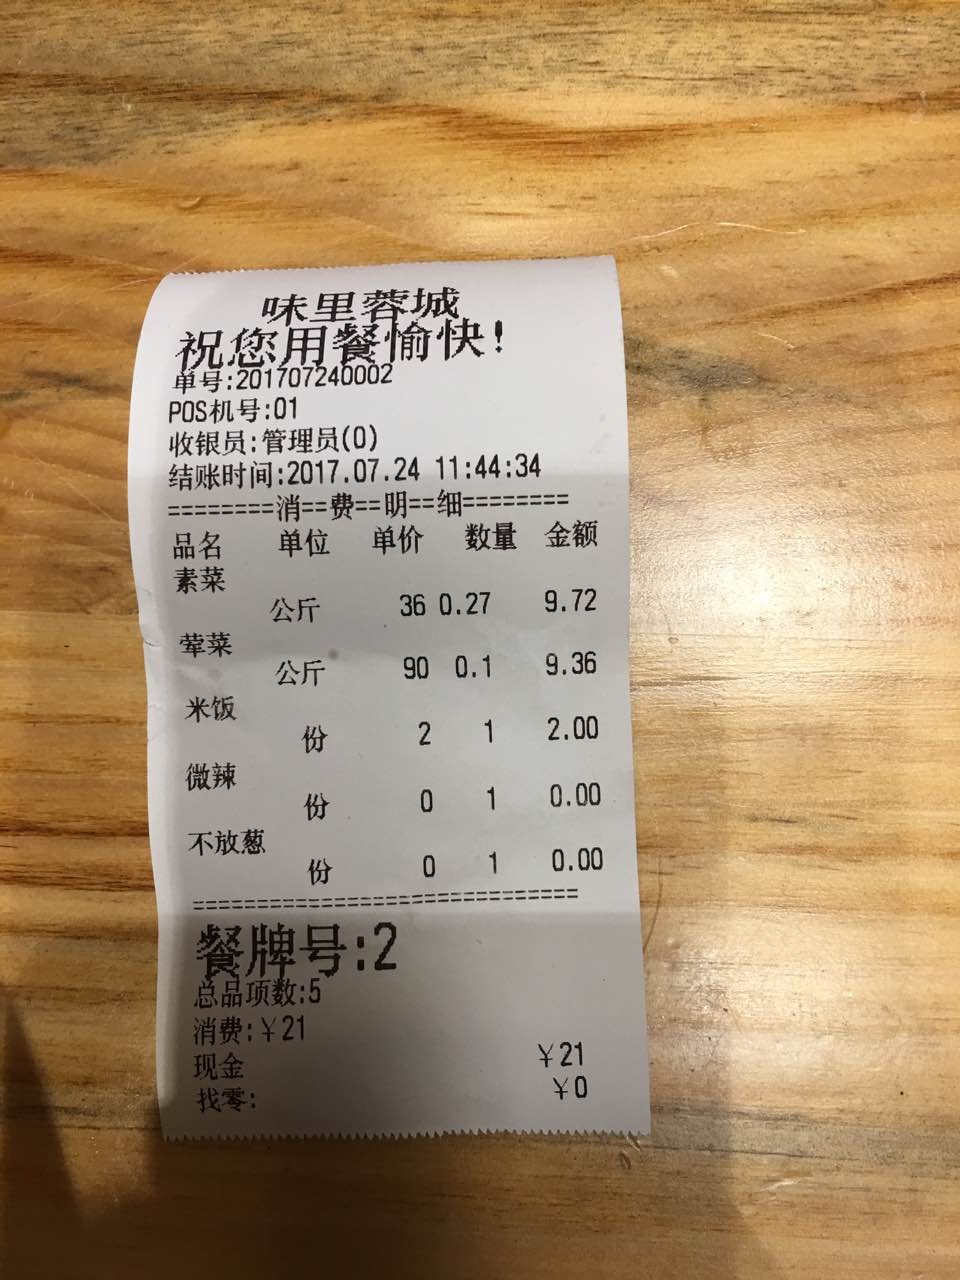 味里蓉城
祝您用餐愉快!
单号:201707240002
POS机号:01
收银员:管理员(0)
结账时间:2017.07.24 11:44:34
========消==费==明==细========
品名 单位 单价 数量 金额
素菜
公斤 36 0.27 9.72
荤菜
公斤 90 0.1 9.36
米饭
份 2 1 2.00
微辣
份 0 1 0.00
不放葱
份 0 1 0.00
==============================
餐牌号:2
总品项数:5
消费:¥21
现金 ¥21
找零: ¥0